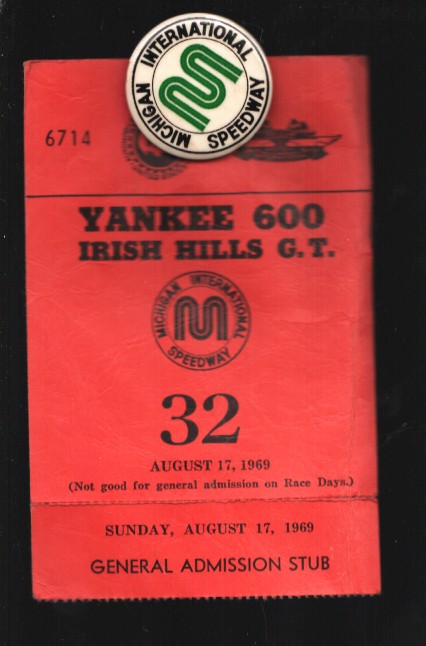 MICHIGAN INTERNATIONAL SPEEDWAY
6714
YANKEE 600
IRISH HILLS G.T.
MICHIGAN INTERNATIONAL
SPEEDWAY
32
AUGUST 17, 1969
(Not good for general admission on Race Days.)
SUNDAY, AUGUST 17, 1969
GENERAL ADMISSION STUB